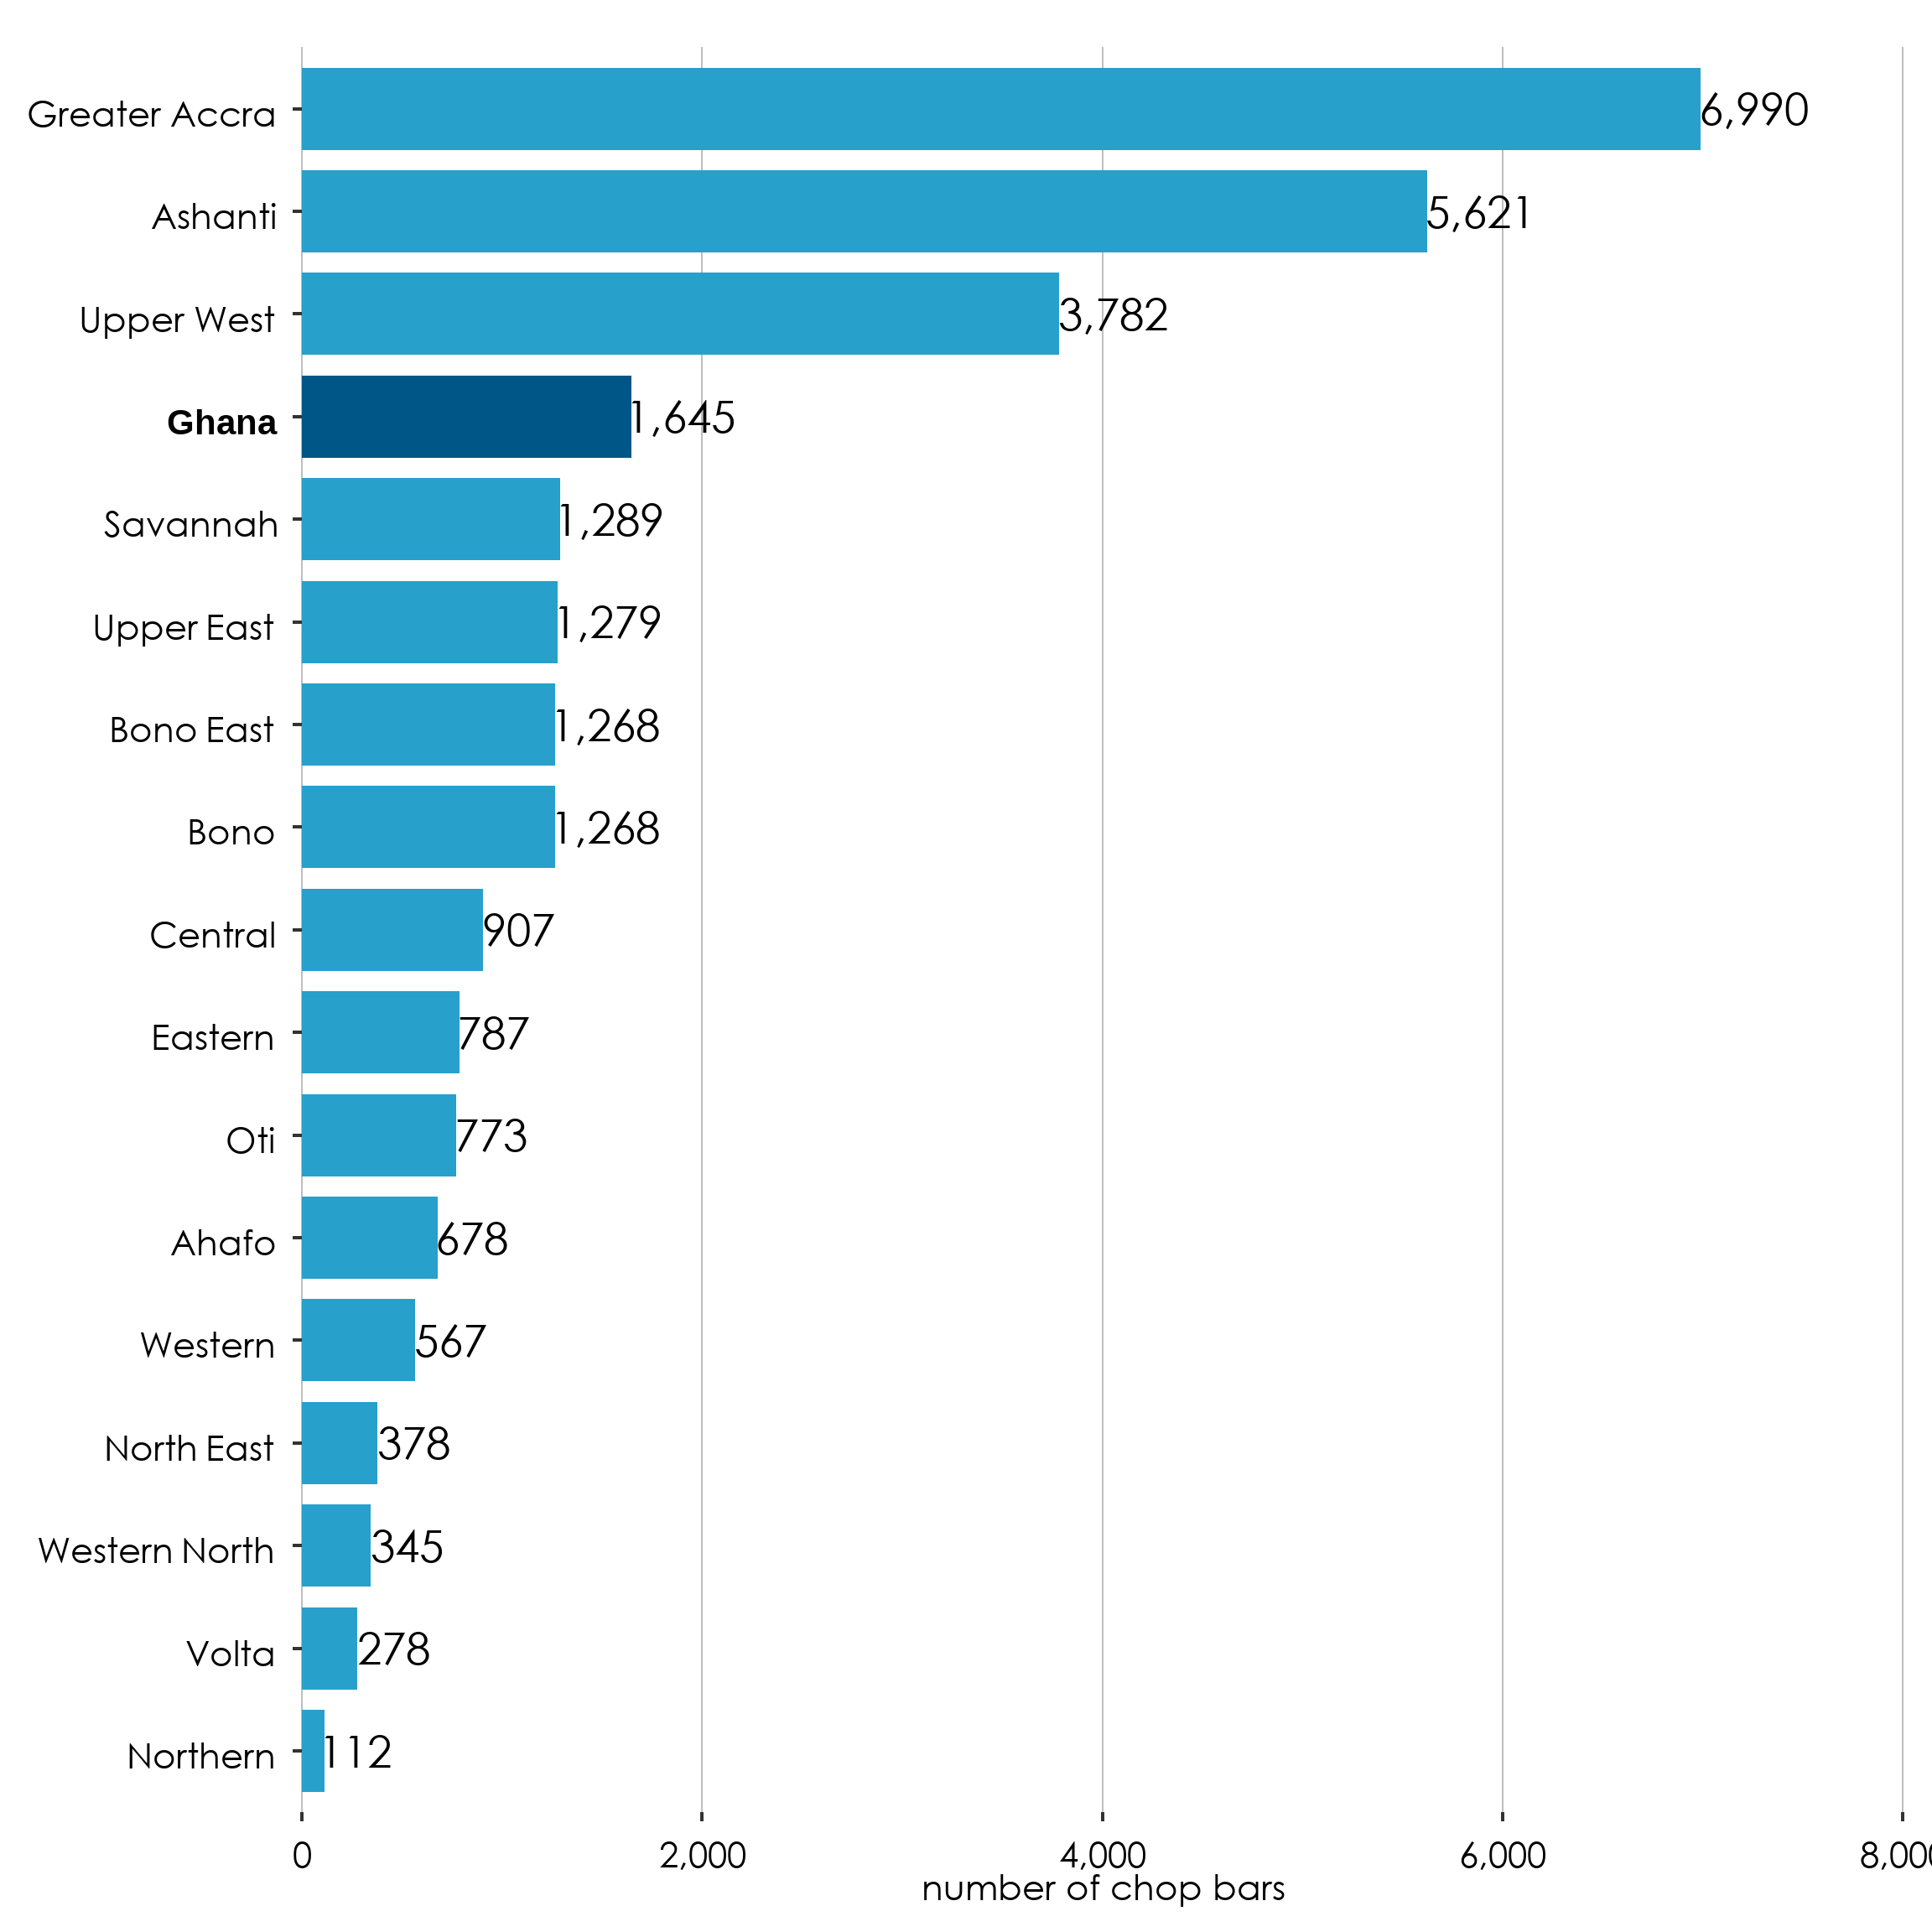 Greater Accra 6,990
Ashanti 5,621
Upper West 3,782
Ghana 1,645
Savannah 1,289
Upper East 1,279
Bono East 1,268
Bono 1,268
Central 907
Eastern 787
Oti 773
Ahafo 678
Western 567
North East 378
Western North 345
Volta 278
Northern 112
0 2,000 4,000 6,000 8,000
number of chop bars